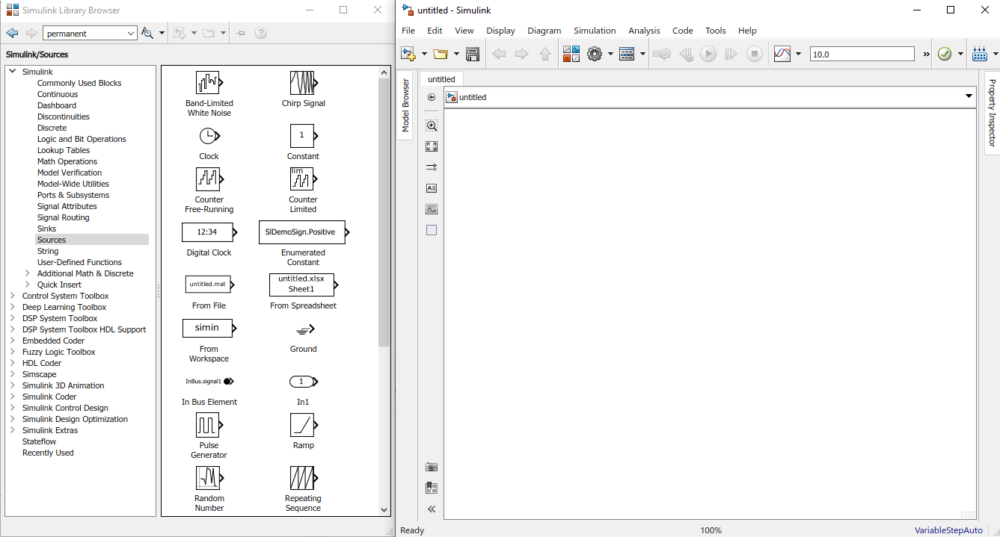 Simulink Library Browser
permanent
Simulink/Sources
Simulink
Commonly Used Blocks
Continuous
Dashboard
Discontinuities
Discrete
Logic and Bit Operations
Lookup Tables
Math Operations
Model Verification
Model-Wide Utilities
Ports & Subsystems
Signal Attributes
Signal Routing
Sinks
Sources
String
User-Defined Functions
Additional Math & Discrete
Quick Insert
Control System Toolbox
Deep Learning Toolbox
DSP System Toolbox
DSP System Toolbox HDL Support
Embedded Coder
Fuzzy Logic Toolbox
HDL Coder
Simscape
Simulink 3D Animation
Simulink Coder
Simulink Control Design
Simulink Design Optimization
Simulink Extras
Stateflow
Recently Used
Band-Limited
White Noise
Chirp Signal
Clock
1
Constant
Counter
Free-Running
lim
Counter
Limited
12:34
Digital Clock
SlDemoSign.Positive
Enumerated
Constant
untitled.mat
From File
untitled.xlsx
Sheet1
From Spreadsheet
simin
From
Workspace
Ground
InBus.signal1
In Bus Element
1
In1
Pulse
Generator
Ramp
Random
Number
Repeating
Sequence
untitled - Simulink
File Edit View Display Diagram Simulation Analysis Code Tools Help
10.0
»
Model Browser
untitled
untitled
Property Inspector
Ready
100%
VariableStepAuto